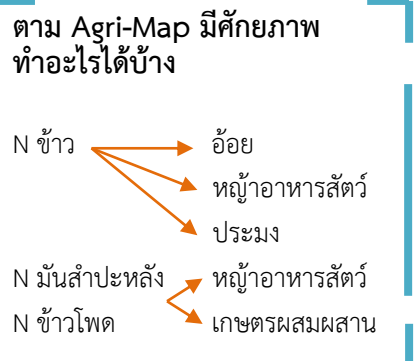 ตาม Agri-Map มีศักยภาพ
ทำอะไรได้บ้าง
N ข้าว อ้อย
หญ้าอาหารสัตว์
ประมง
N มันสำปะหลัง หญ้าอาหารสัตว์
N ข้าวโพด เกษตรผสมผสาน